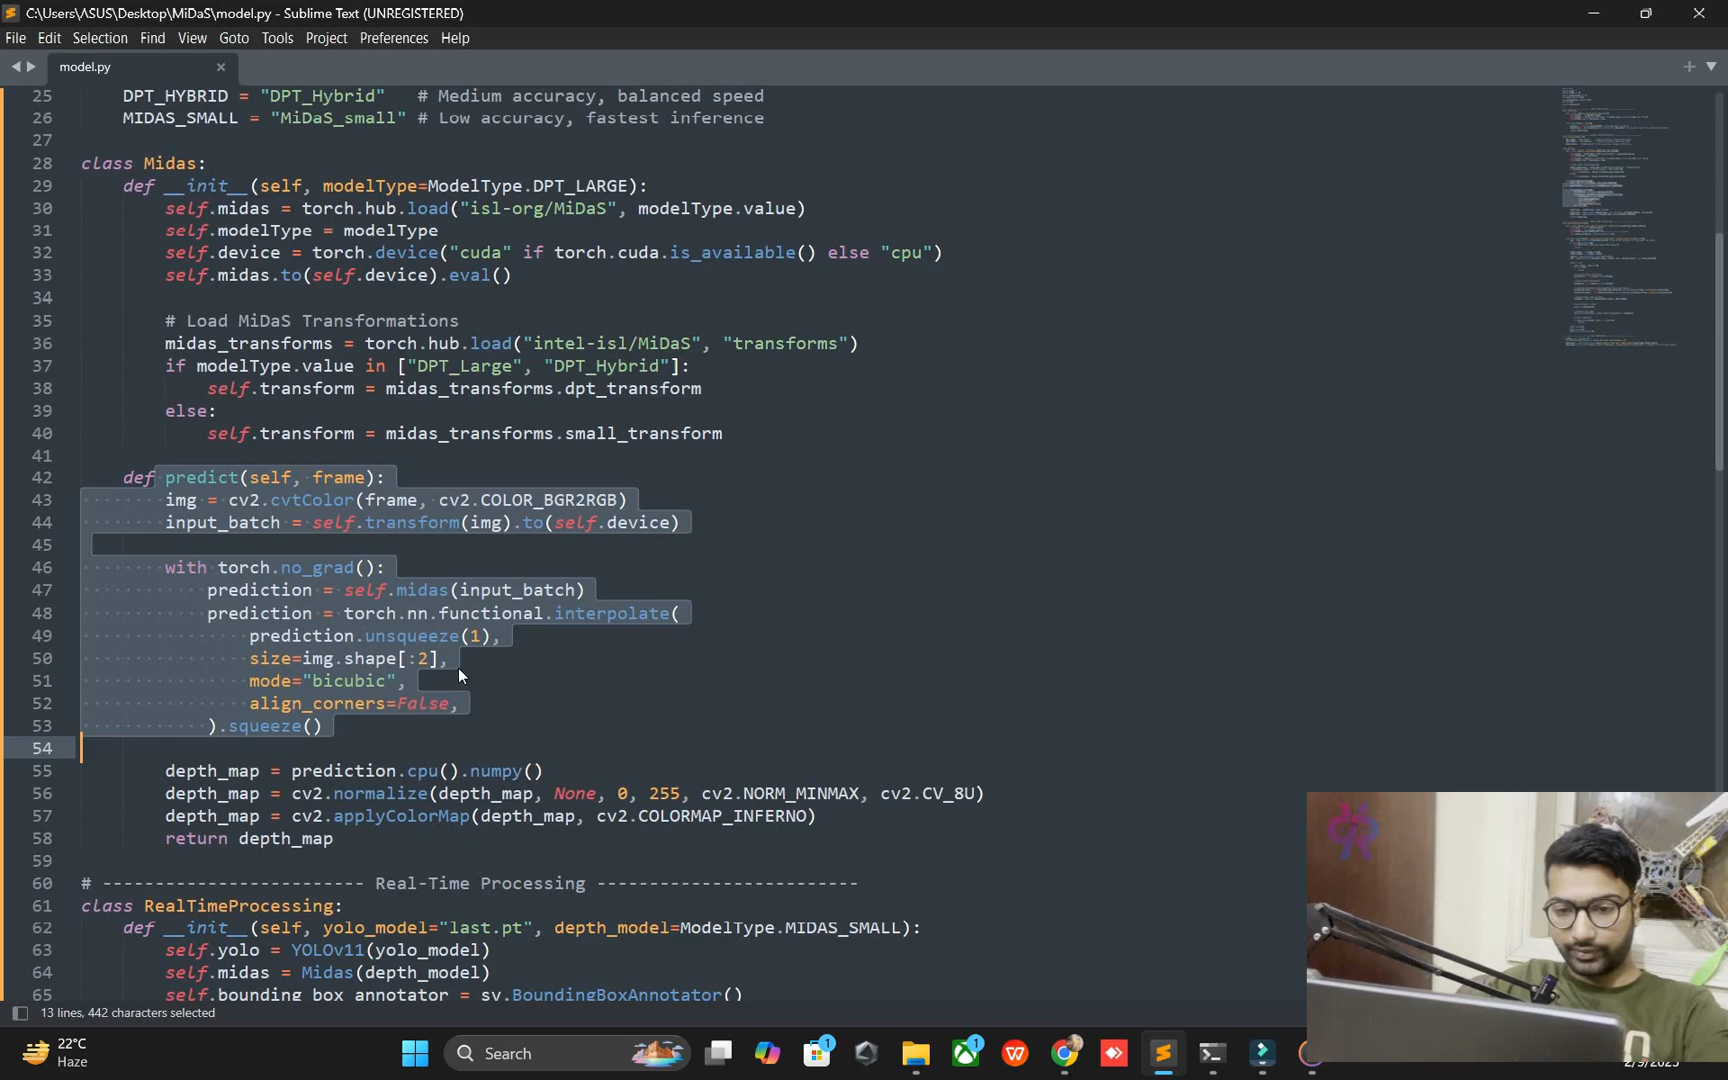 C:\Users\ASUS\Desktop\MiDaS\model.py - Sublime Text (UNREGISTERED)
File Edit Selection Find View Goto Tools Project Preferences Help
model.py
25 DPT_HYBRID = "DPT_Hybrid" # Medium accuracy, balanced speed
26 MIDAS_SMALL = "MiDaS_small" # Low accuracy, fastest inference
27
28 class Midas:
29 def __init__(self, modelType=ModelType.DPT_LARGE):
30 self.midas = torch.hub.load("isl-org/MiDaS", modelType.value)
31 self.modelType = modelType
32 self.device = torch.device("cuda" if torch.cuda.is_available() else "cpu")
33 self.midas.to(self.device).eval()
34
35 # Load MiDaS Transformations
36 midas_transforms = torch.hub.load("intel-isl/MiDaS", "transforms")
37 if modelType.value in ["DPT_Large", "DPT_Hybrid"]:
38 self.transform = midas_transforms.dpt_transform
39 else:
40 self.transform = midas_transforms.small_transform
41
42 def predict(self, frame):
43 img = cv2.cvtColor(frame, cv2.COLOR_BGR2RGB)
44 input_batch = self.transform(img).to(self.device)
45
46 with torch.no_grad():
47 prediction = self.midas(input_batch)
48 prediction = torch.nn.functional.interpolate(
49 prediction.unsqueeze(1),
50 size=img.shape[:2],
51 mode="bicubic",
52 align_corners=False,
53 ).squeeze()
54
55 depth_map = prediction.cpu().numpy()
56 depth_map = cv2.normalize(depth_map, None, 0, 255, cv2.NORM_MINMAX, cv2.CV_8U)
57 depth_map = cv2.applyColorMap(depth_map, cv2.COLORMAP_INFERNO)
58 return depth_map
59
60 # ------------------------- Real-Time Processing -------------------------
61 class RealTimeProcessing:
62 def __init__(self, yolo_model="last.pt", depth_model=ModelType.MIDAS_SMALL):
63 self.yolo = YOLOv11(yolo_model)
64 self.midas = Midas(depth_model)
65 self.bounding_box_annotator = sv.BoundingBoxAnnotator()
13 lines, 442 characters selected
22°C
Haze
Search
1
1